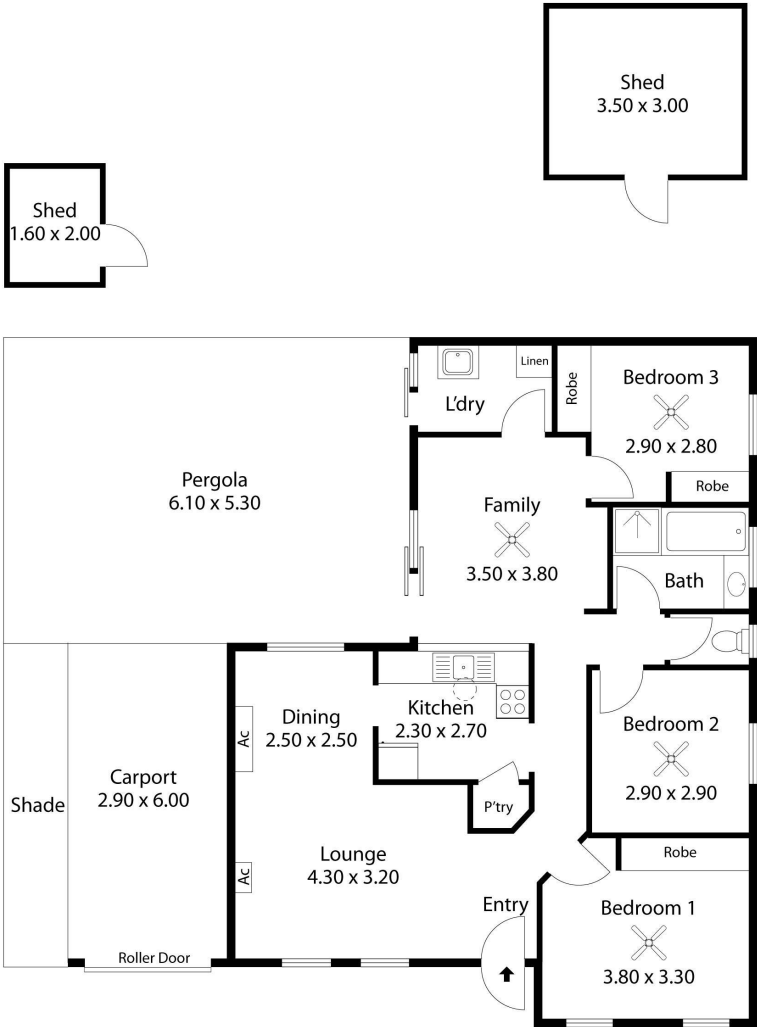 Shed
3.50 x 3.00
Shed
1.60 x 2.00
Linen
L'dry
Robe
Bedroom 3
2.90 x 2.80
Robe
Pergola
6.10 x 5.30
Family
3.50 x 3.80
Bath
Dining
2.50 x 2.50
Ac
Kitchen
2.30 x 2.70
Bedroom 2
2.90 x 2.90
Shade
Carport
2.90 x 6.00
P'try
Lounge
4.30 x 3.20
Ac
Robe
Entry
Bedroom 1
3.80 x 3.30
Roller Door